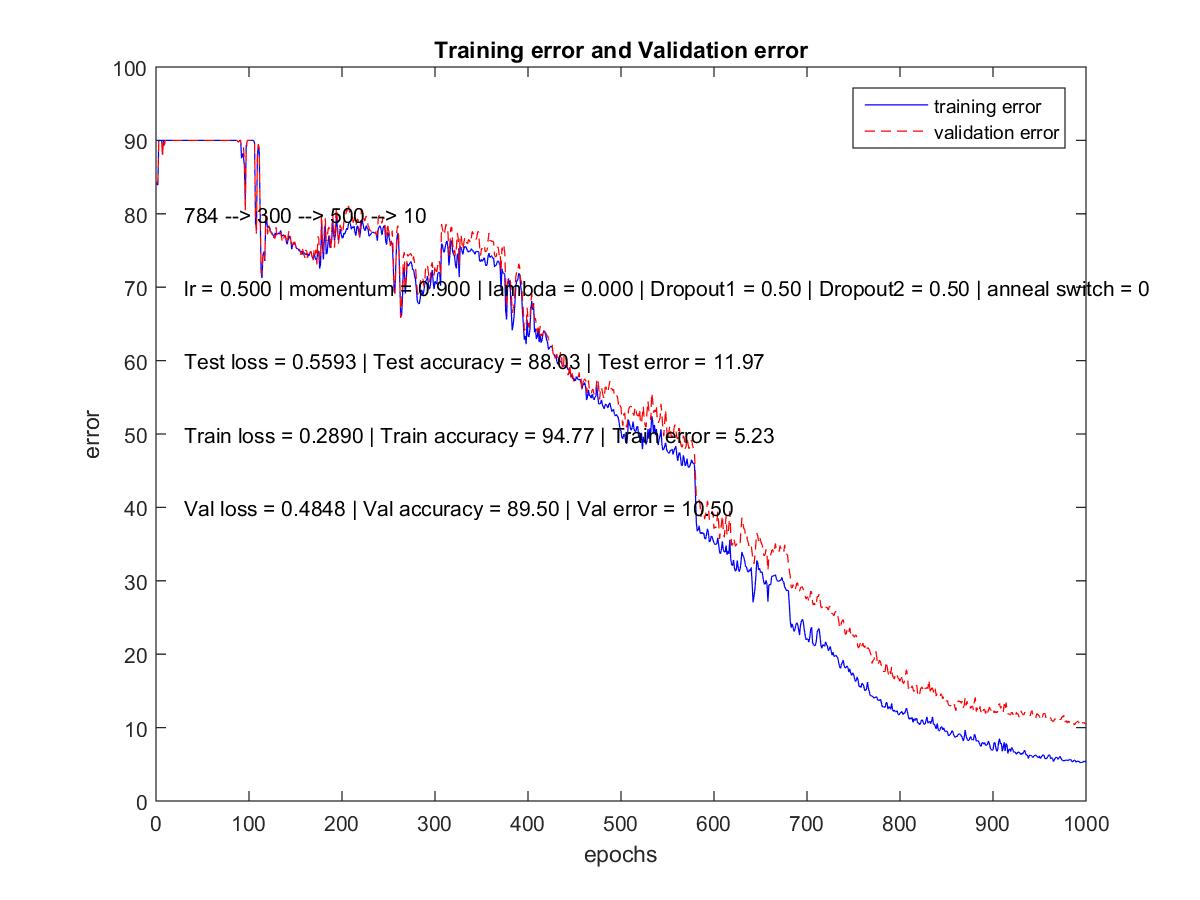 Training error and Validation error
100
training error
validation error
90
80
784 --> 300 --> 500 --> 10
70
lr = 0.500 | momentum = 0.900 | lambda = 0.000 | Dropout1 = 0.50 | Dropout2 = 0.50 | anneal switch = 0
60
Test loss = 0.5593 | Test accuracy = 88.03 | Test error = 11.97
50
Train loss = 0.2890 | Train accuracy = 94.77 | Train error = 5.23
error
40
Val loss = 0.4848 | Val accuracy = 89.50 | Val error = 10.50
30
20
10
0
0 100 200 300 400 500 600 700 800 900 1000
epochs